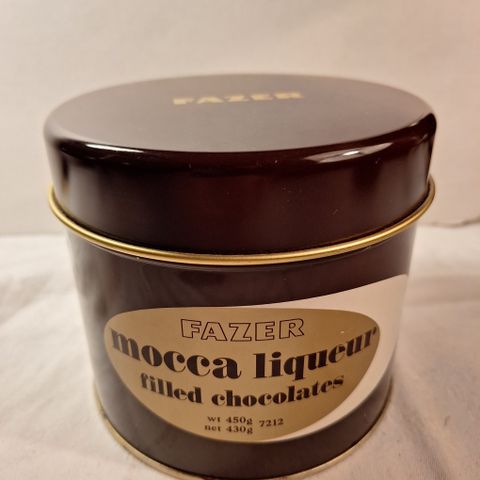 FAZER
FAZER
mocca liqueur
filled chocolates
wt 450g 7212
net 430g